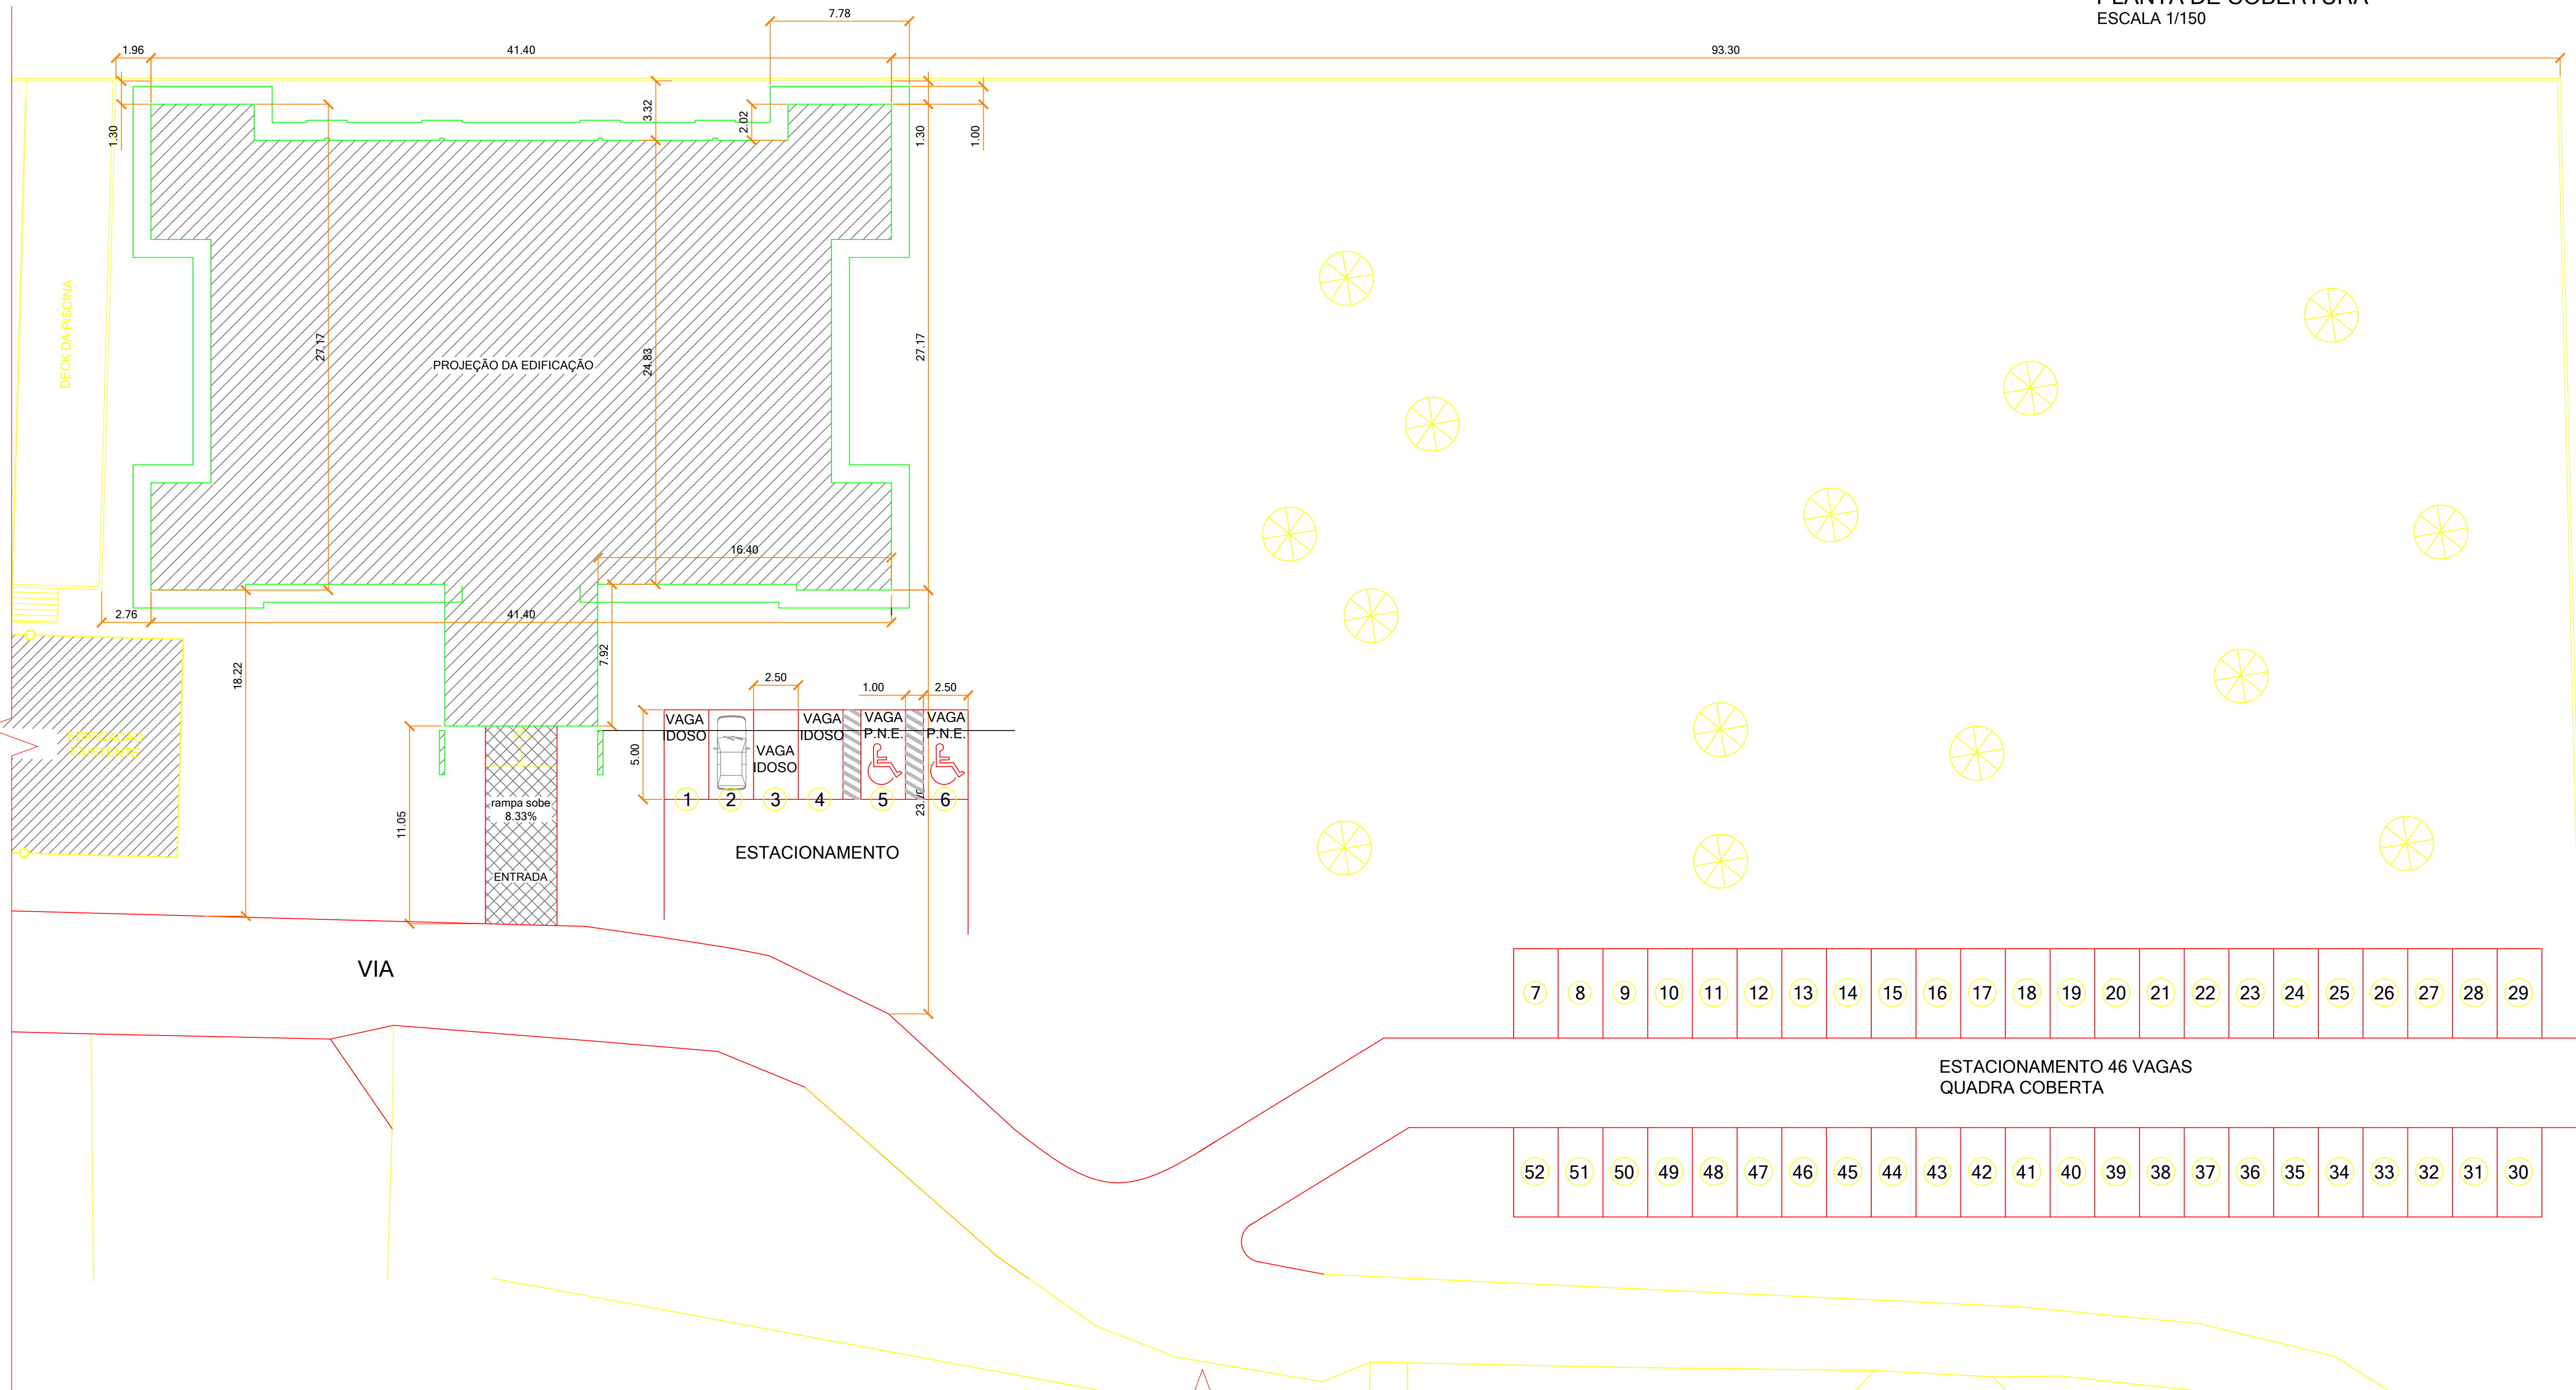 PLANTA DE COBERTURA
ESCALA 1/150
7.78
1.96
41.40
93.30
1.30
3.32
2.02
1.30
1.00
DECK DA PISCINA
27.17
PROJEÇÃO DA EDIFICAÇÃO
24.83
27.17
16.40
2.76
41.40
18.22
7.92
2.50
1.00
2.50
VAGA
IDOSO
VAGA
IDOSO
VAGA
IDOSO
VAGA
P.N.E.
VAGA
P.N.E.
5.00
EDIFICAÇÃO
EXISTENTE
1
2
3
4
5
6
rampa sobe
8.33%
11.05
ESTACIONAMENTO
ENTRADA
VIA
7 8 9 10 11 12 13 14 15 16 17 18 19 20 21 22 23 24 25 26 27 28 29
ESTACIONAMENTO 46 VAGAS
QUADRA COBERTA
52 51 50 49 48 47 46 45 44 43 42 41 40 39 38 37 36 35 34 33 32 31 30